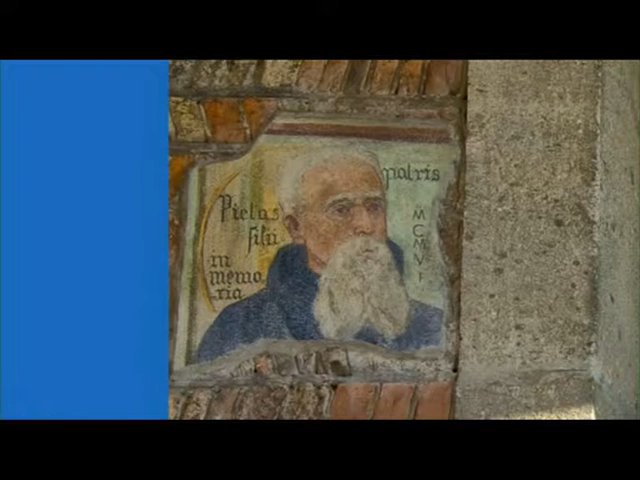 Pietas
filii
in
memo
-ria
patris
MCMVI